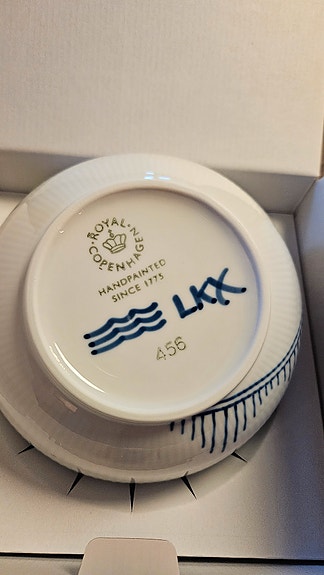 ROYAL
COPENHAGEN
HANDPAINTED
SINCE 1775
LKX
456